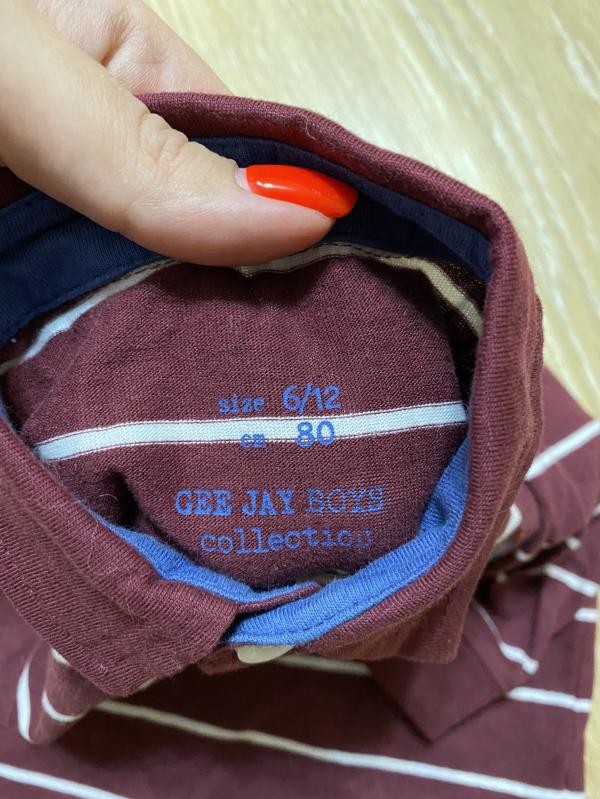 size 6/12
cm 80
GEE JAY BOYS
collection